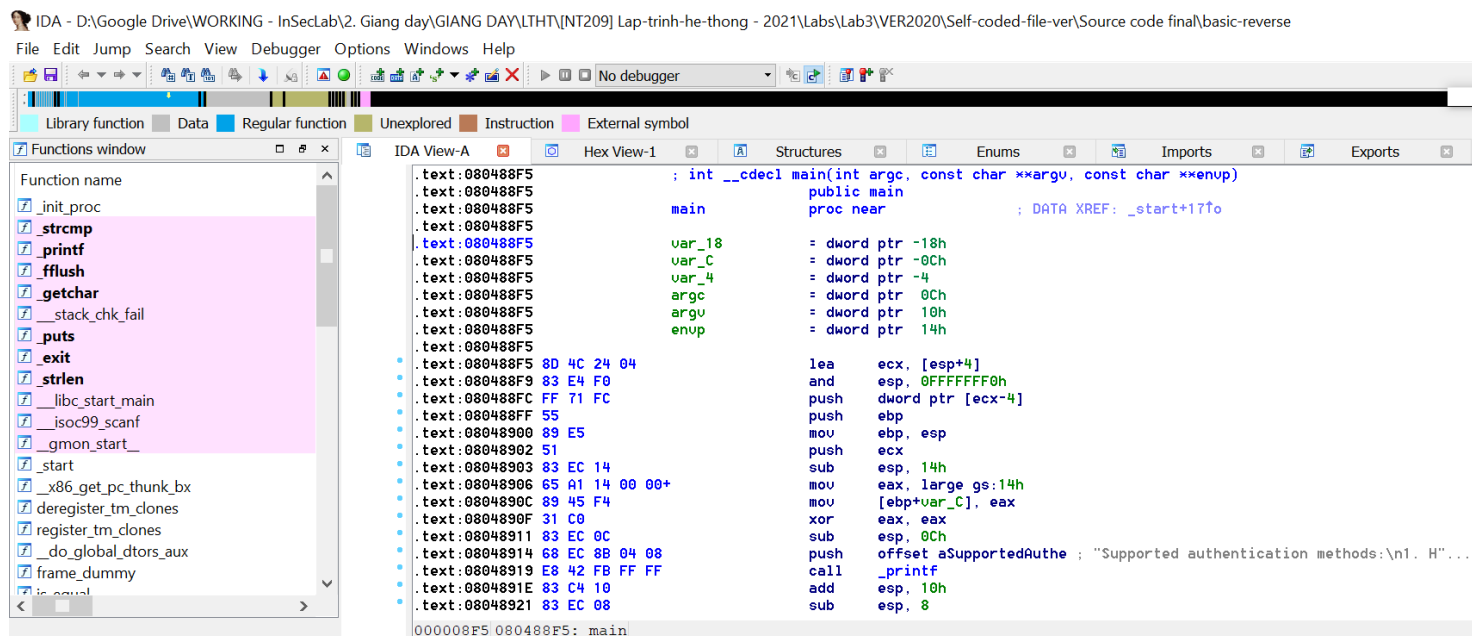 IDA - D:\Google Drive\WORKING - InSecLab\2. Giang day\GIANG DAY\LTHT\[NT209] Lap-trinh-he-thong - 2021\Labs\Lab3\VER2020\Self-coded-file-ver\Source code final\basic-reverse
File Edit Jump Search View Debugger Options Windows Help
No debugger
Library function Data Regular function Unexplored Instruction External symbol
Functions window
IDA View-A Hex View-1 Structures Enums Imports Exports
Function name
_init_proc
_strcmp
_printf
_fflush
_getchar
__stack_chk_fail
_puts
_exit
_strlen
__libc_start_main
__isoc99_scanf
__gmon_start__
_start
__x86_get_pc_thunk_bx
deregister_tm_clones
register_tm_clones
__do_global_dtors_aux
frame_dummy
is_equal
.text:080488F5 ; int __cdecl main(int argc, const char **argv, const char **envp)
.text:080488F5 public main
.text:080488F5 main proc near ; DATA XREF: _start+17↑o
.text:080488F5
.text:080488F5 var_18 = dword ptr -18h
.text:080488F5 var_C = dword ptr -0Ch
.text:080488F5 var_4 = dword ptr -4
.text:080488F5 argc = dword ptr 0Ch
.text:080488F5 argv = dword ptr 10h
.text:080488F5 envp = dword ptr 14h
.text:080488F5
.text:080488F5 8D 4C 24 04 lea ecx, [esp+4]
.text:080488F9 83 E4 F0 and esp, 0FFFFFFF0h
.text:080488FC FF 71 FC push dword ptr [ecx-4]
.text:080488FF 55 push ebp
.text:08048900 89 E5 mov ebp, esp
.text:08048902 51 push ecx
.text:08048903 83 EC 14 sub esp, 14h
.text:08048906 65 A1 14 00 00+ mov eax, large gs:14h
.text:0804890C 89 45 F4 mov [ebp+var_C], eax
.text:0804890F 31 C0 xor eax, eax
.text:08048911 83 EC 0C sub esp, 0Ch
.text:08048914 68 EC 8B 04 08 push offset aSupportedAuthe ; "Supported authentication methods:\n1. H"...
.text:08048919 E8 42 FB FF FF call _printf
.text:0804891E 83 C4 10 add esp, 10h
.text:08048921 83 EC 08 sub esp, 8
000008F5 080488F5: main